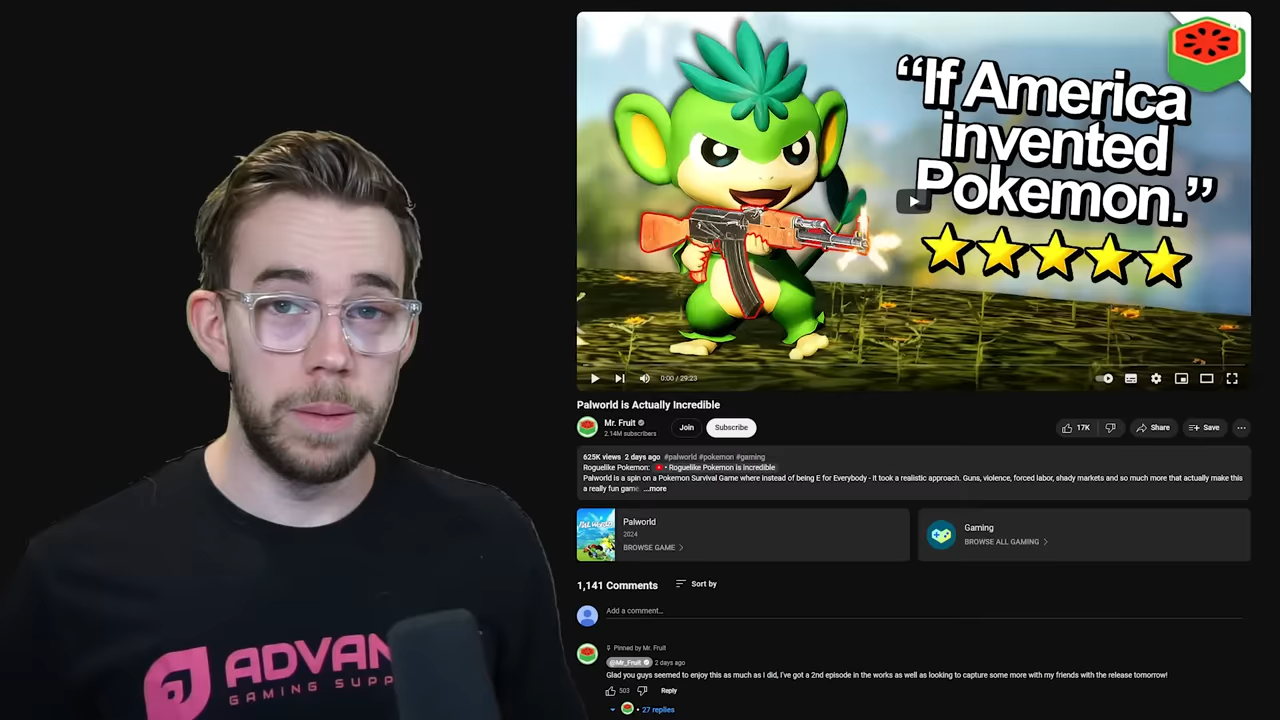 “If America
invented
Pokemon.”
0:00 / 29:23
Palworld is Actually Incredible
Mr. Fruit
2.14M subscribers
Join
Subscribe
17K
Share
Save
625K views 2 days ago #palworld #pokemon #gaming
Roguelike Pokemon: • Roguelike Pokemon is incredible
Palworld is a spin on a Pokemon Survival Game where instead of being E for Everybody - It took a realistic approach. Guns, violence, forced labor, shady markets and so much more that actually make this
a really fun game. ...more
Palworld
2024
BROWSE GAME
Gaming
BROWSE ALL GAMING
1,141 Comments
Sort by
Add a comment...
Pinned by Mr. Fruit
@Mr_Fruit 2 days ago
Glad you guys seemed to enjoy this as much as I did, I've got a 2nd episode in the works as well as looking to capture some more with my friends with the release tomorrow!
503
Reply
27 replies
ADVAN
GAMING SUPP